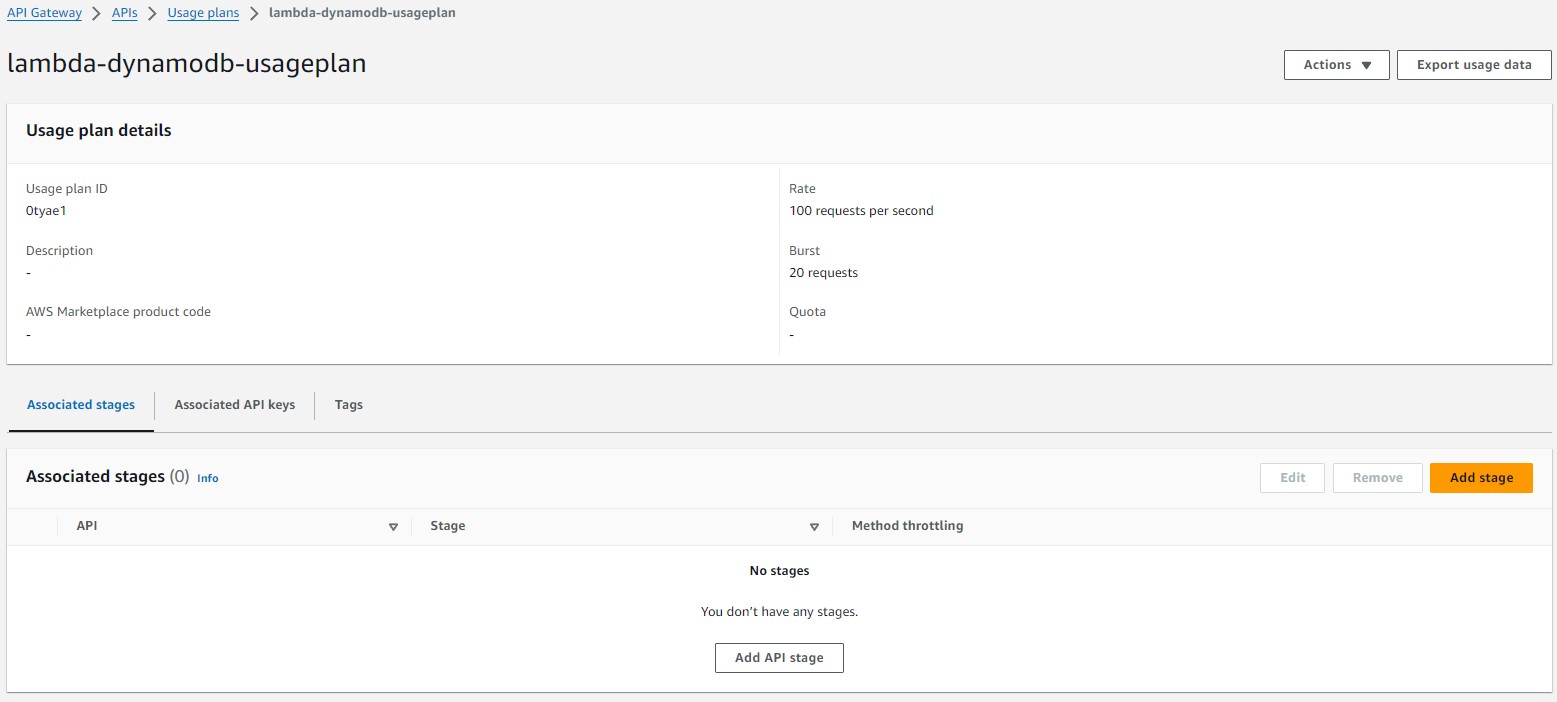 API Gateway > APIs > Usage plans > lambda-dynamodb-usageplan
lambda-dynamodb-usageplan
Actions ▼
Export usage data
Usage plan details
Usage plan ID
0tyae1
Description
-
AWS Marketplace product code
-
Rate
100 requests per second
Burst
20 requests
Quota
-
Associated stages
Associated API keys
Tags
Associated stages (0) Info
Edit
Remove
Add stage
API
Stage
Method throttling
No stages
You don't have any stages.
Add API stage